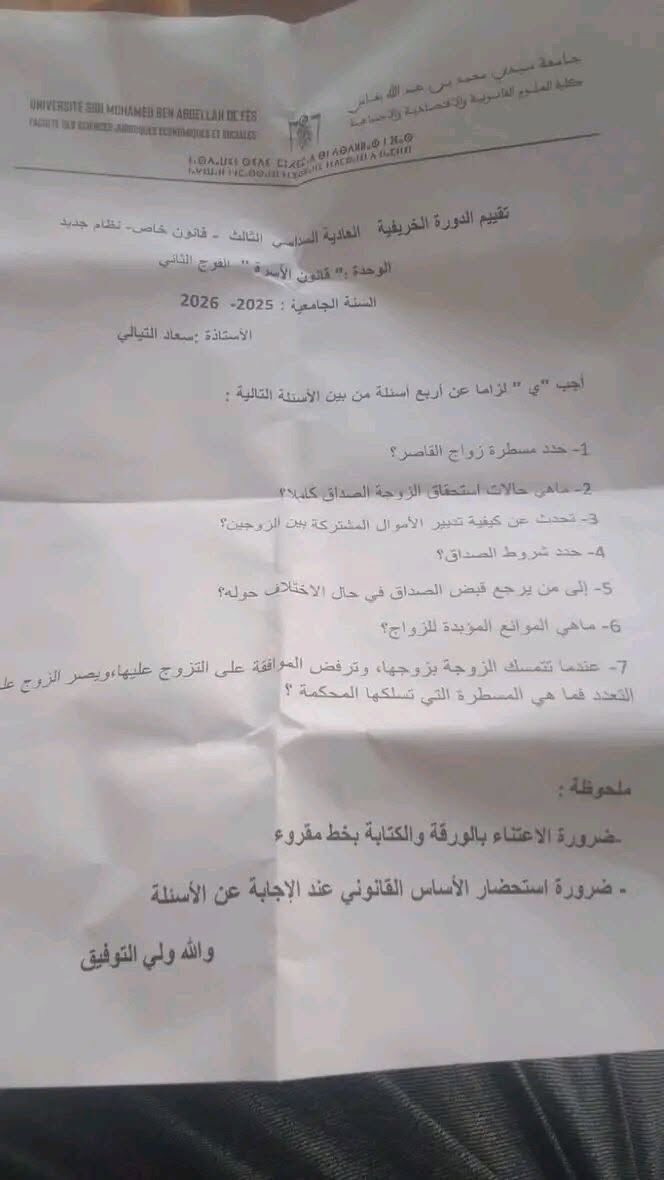 جامعة سيدي محمد بن عبد الله بفاس
كلية العلوم القانونية والاقتصادية والاجتماعية
UNIVERSITÉ SIDI MOHAMED BEN ABDELLAH DE FÈS
FACULTÉ DES SCIENCES JURIDIQUES ÉCONOMIQUES ET SOCIALES
تقييم الدورة الخريفية العادية السداسي الثالث - قانون خاص- نظام جديد
الوحدة :" قانون الأسرة " الفوج الثاني
السنة الجامعية : 2025- 2026
الأستاذة :سعاد التيالي
أجب "ي " لزاما عن أربع أسئلة من بين الأسئلة التالية :
1- حدد مسطرة زواج القاصر؟
2- ماهي حالات استحقاق الزوجة الصداق كاملا؟
3- تحدث عن كيفية تدبير الأموال المشتركة بين الزوجين؟
4- حدد شروط الصداق؟
5- إلى من يرجع قبض الصداق في حال الاختلاف حوله؟
6- ماهي الموانع المؤبدة للزواج؟
7- عندما تتمسك الزوجة بزوجها، وترفض الموافقة على التزوج عليها،ويصر الزوج
التعدد فما هي المسطرة التي تسلكها المحكمة ؟
ملحوظة :
-ضرورة الاعتناء بالورقة والكتابة بخط مقروء
- ضرورة استحضار الأساس القانوني عند الإجابة عن الأسئلة
والله ولي التوفيق